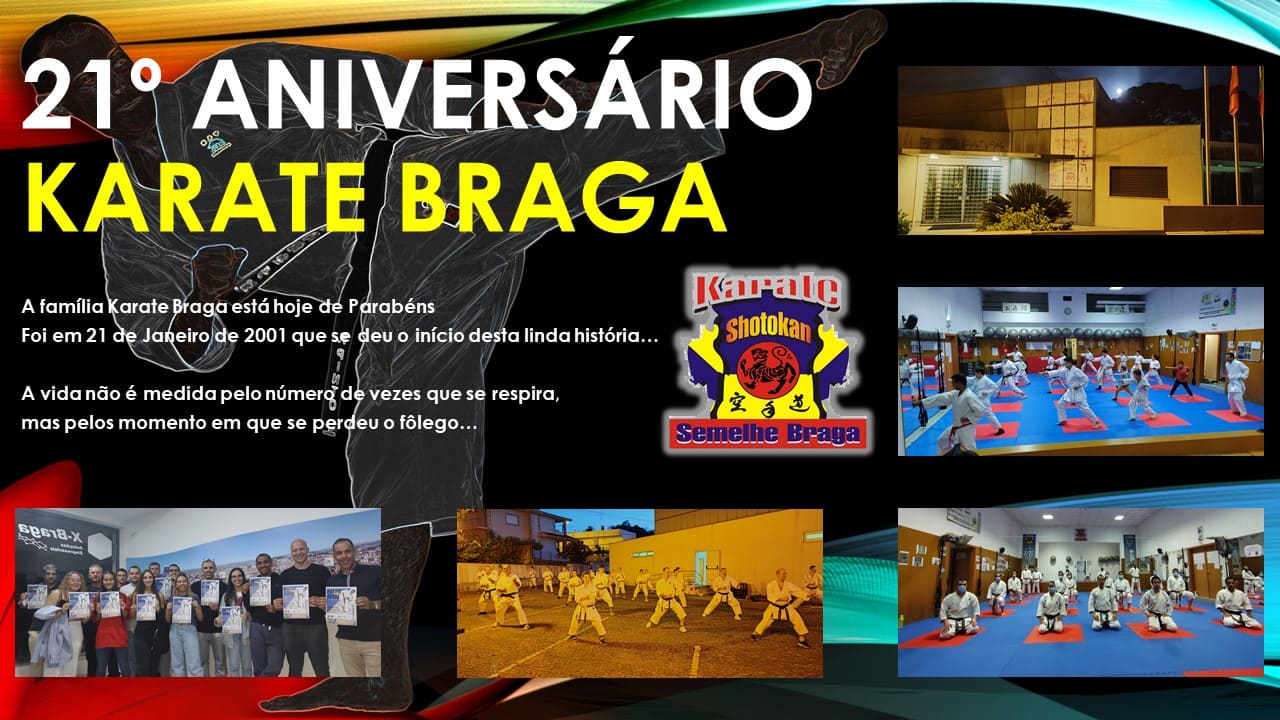 21º ANIVERSÁRIO
KARATE BRAGA
A família Karate Braga está hoje de Parabéns
Foi em 21 de Janeiro de 2001 que se deu o início desta linda história...
A vida não é medida pelo número de vezes que se respira,
mas pelos momento em que se perdeu o fôlego...
Karate
Shotokan
空手道
Semelhe Braga
X-Braga